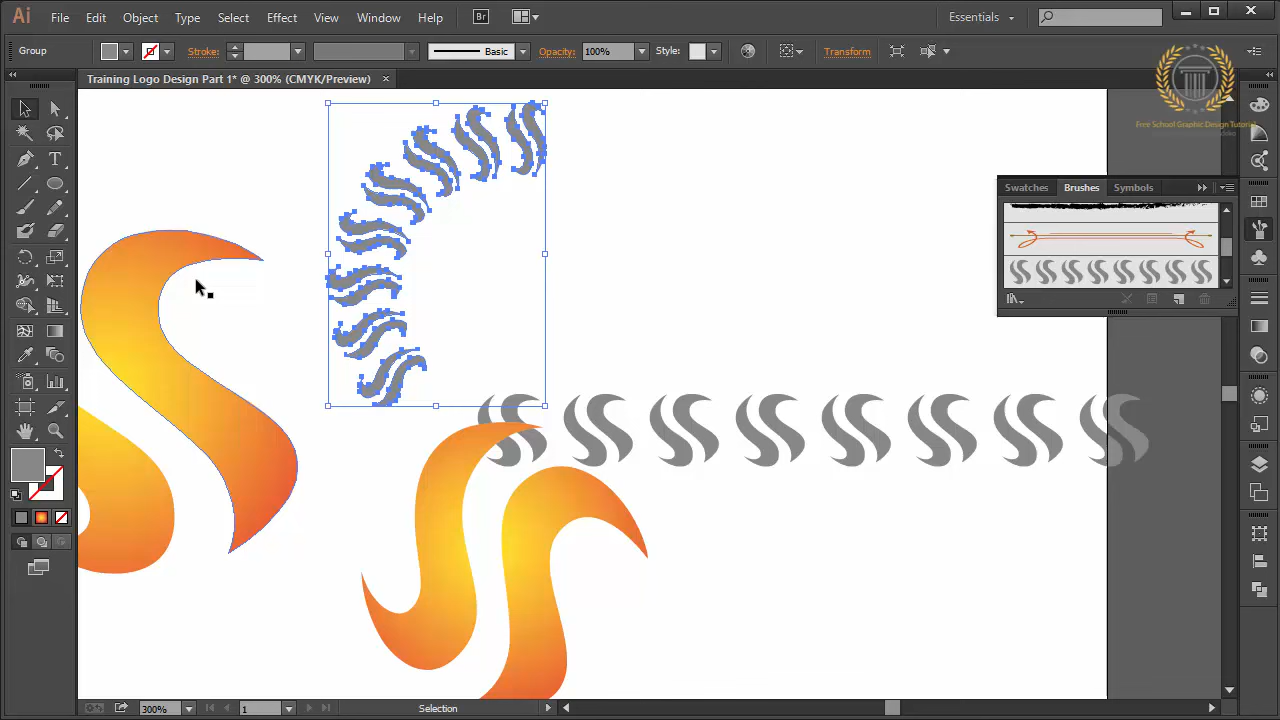 Ai File Edit Object Type Select Effect View Window Help Br Essentials
Group Stroke: Basic Opacity: 100% Style: Transform
Training Logo Design Part 1* @ 300% (CMYK/Preview) ×
Free School Graphic Design Tutorial
Swatches Brushes Symbols
T
300% 1 Selection